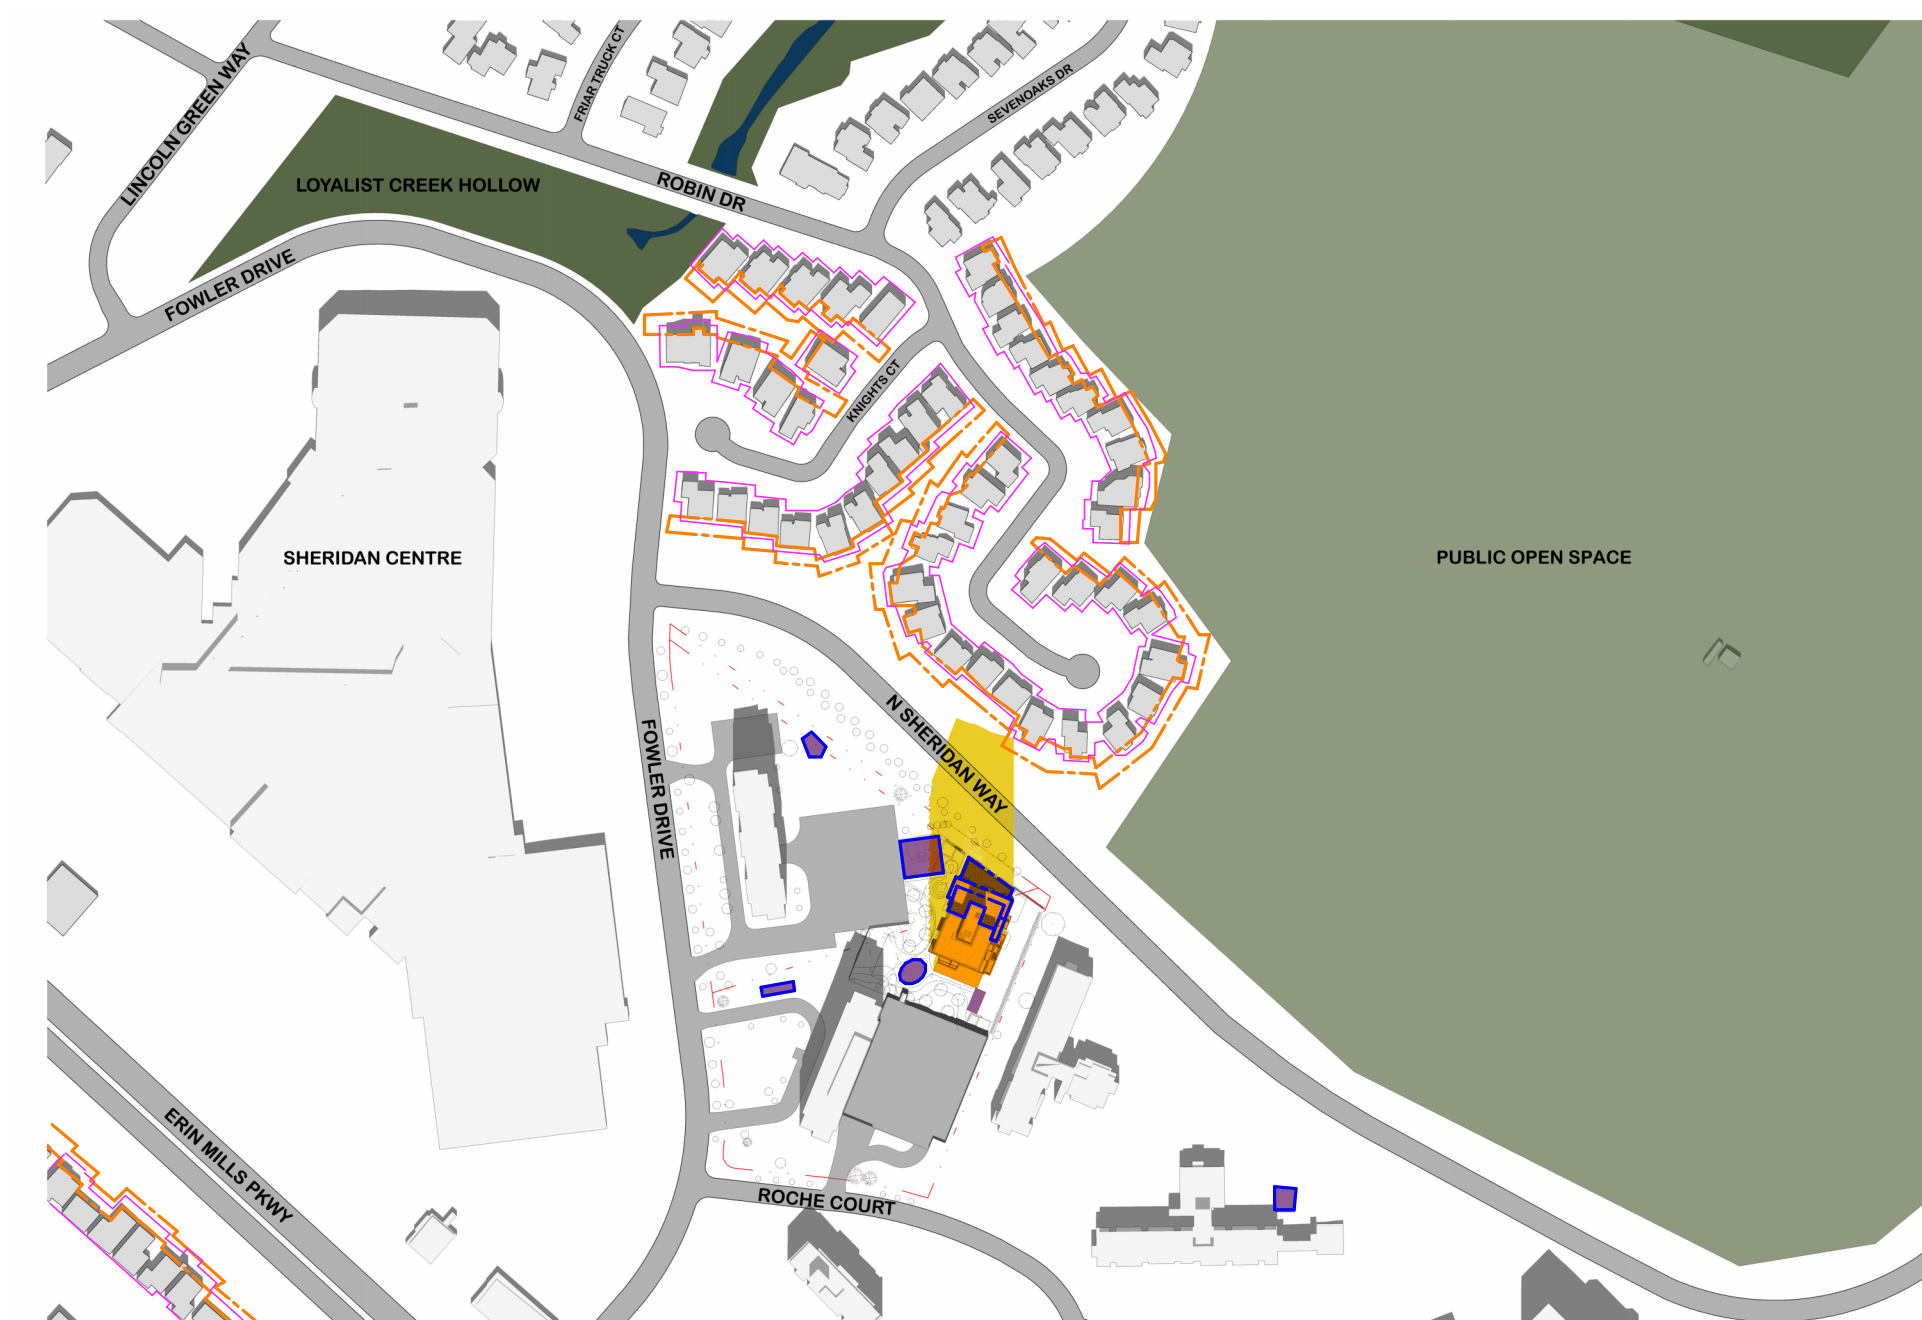 FRIAR TRUCK CT
LINCOLN GREEN WAY
SEVENOAKS DR
LOYALIST CREEK HOLLOW
ROBIN DR
FOWLER DRIVE
KNIGHTS CT
SHERIDAN CENTRE
PUBLIC OPEN SPACE
N SHERIDAN WAY
FOWLER DRIVE
ERIN MILLS PKWY
ROCHE COURT